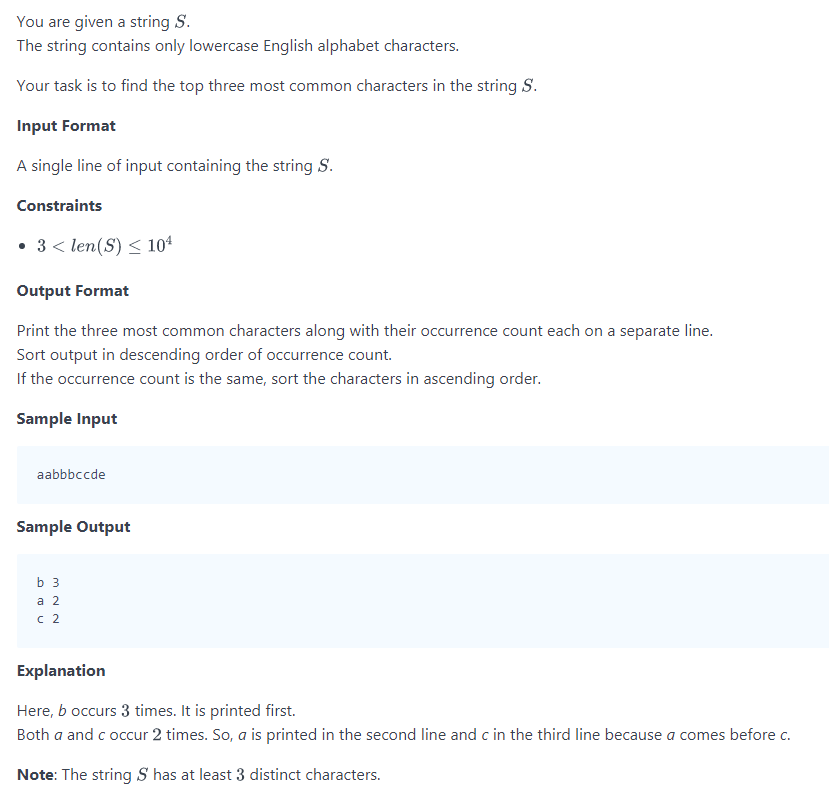 You are given a string S.
The string contains only lowercase English alphabet characters.
Your task is to find the top three most common characters in the string S.
Input Format
A single line of input containing the string S.
Constraints
• 3 < len(S) ≤ 10⁴
Output Format
Print the three most common characters along with their occurrence count each on a separate line.
Sort output in descending order of occurrence count.
If the occurrence count is the same, sort the characters in ascending order.
Sample Input
aabbbccde
Sample Output
b 3
a 2
c 2
Explanation
Here, b occurs 3 times. It is printed first.
Both a and c occur 2 times. So, a is printed in the second line and c in the third line because a comes before c.
Note: The string S has at least 3 distinct characters.